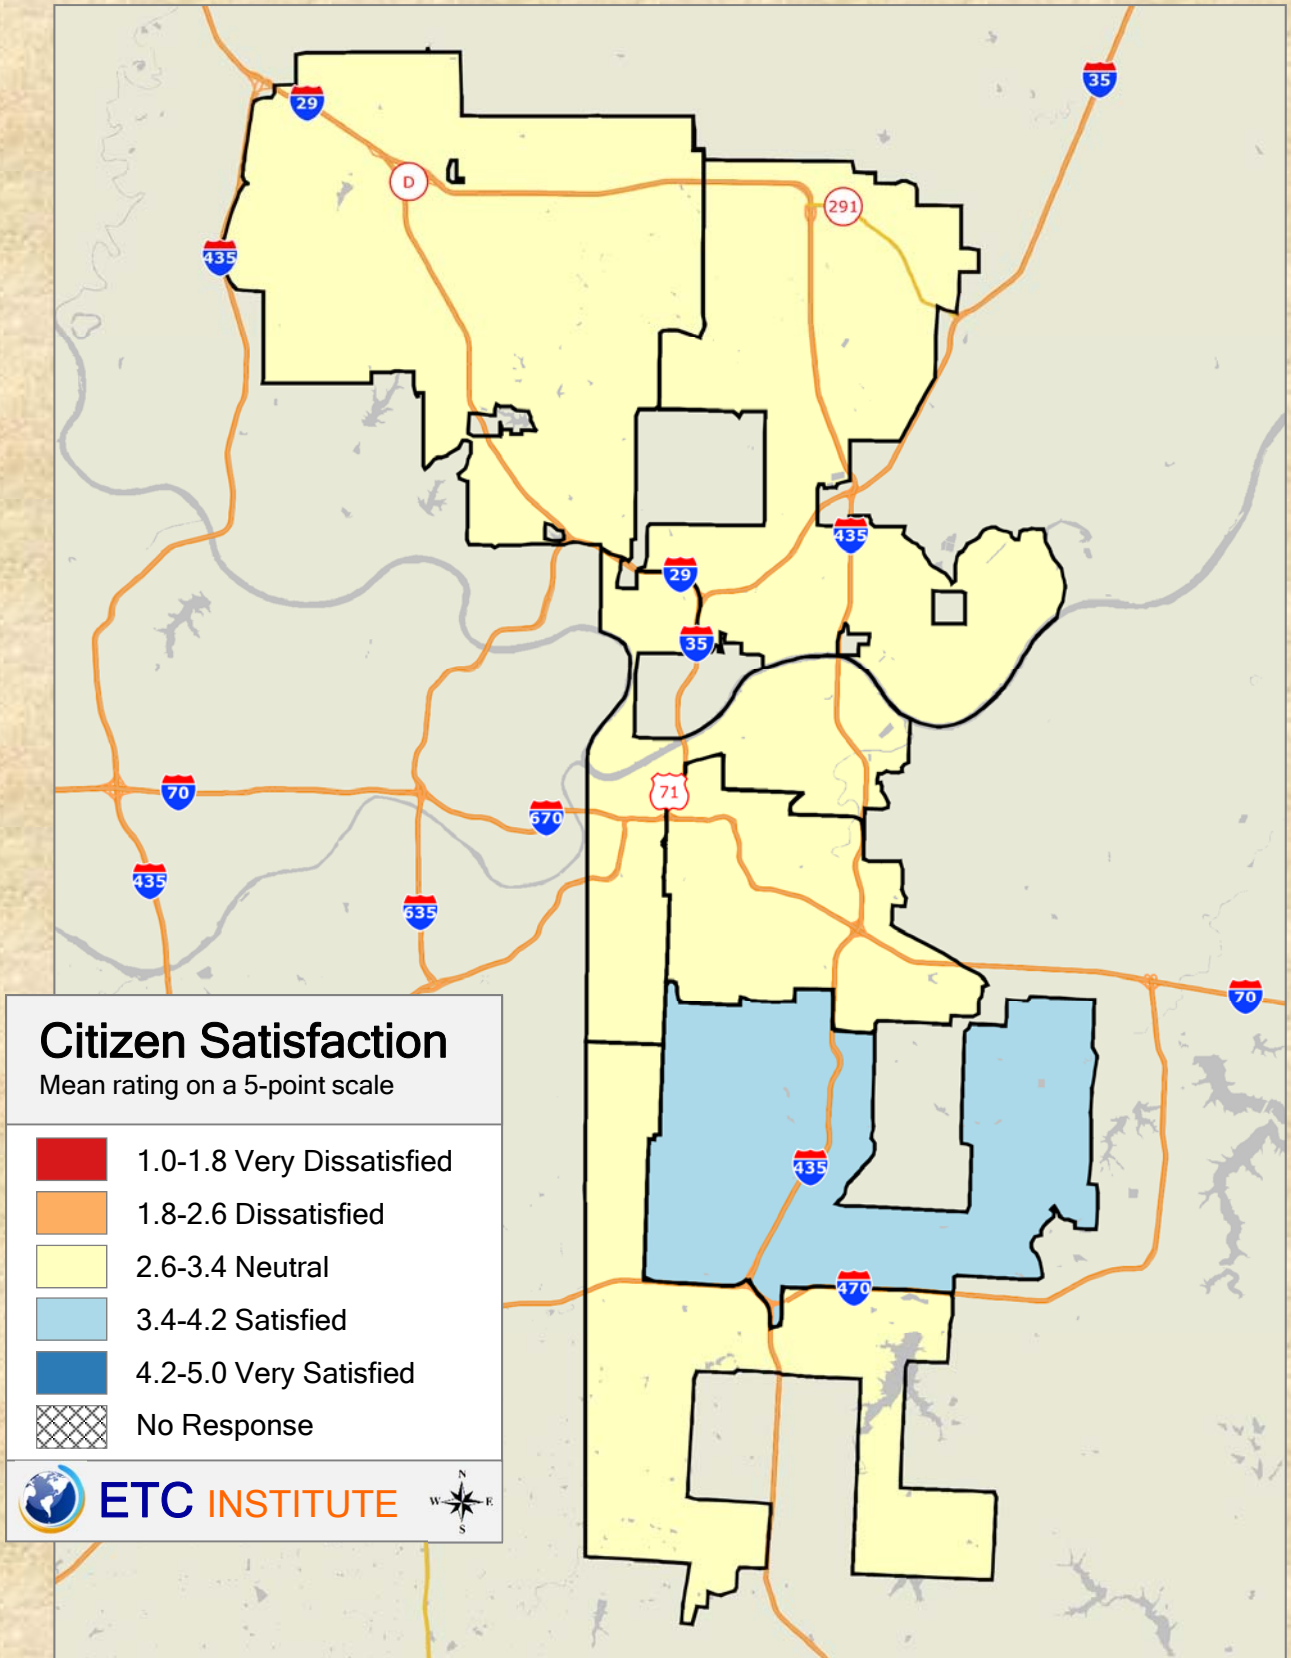 35
29
D
291
435
435
29
35
70
71
670
435
635
70
Citizen Satisfaction
Mean rating on a 5-point scale
1.0-1.8 Very Dissatisfied
1.8-2.6 Dissatisfied
2.6-3.4 Neutral
3.4-4.2 Satisfied
4.2-5.0 Very Satisfied
No Response
435
470
ETC INSTITUTE
N
W E
S